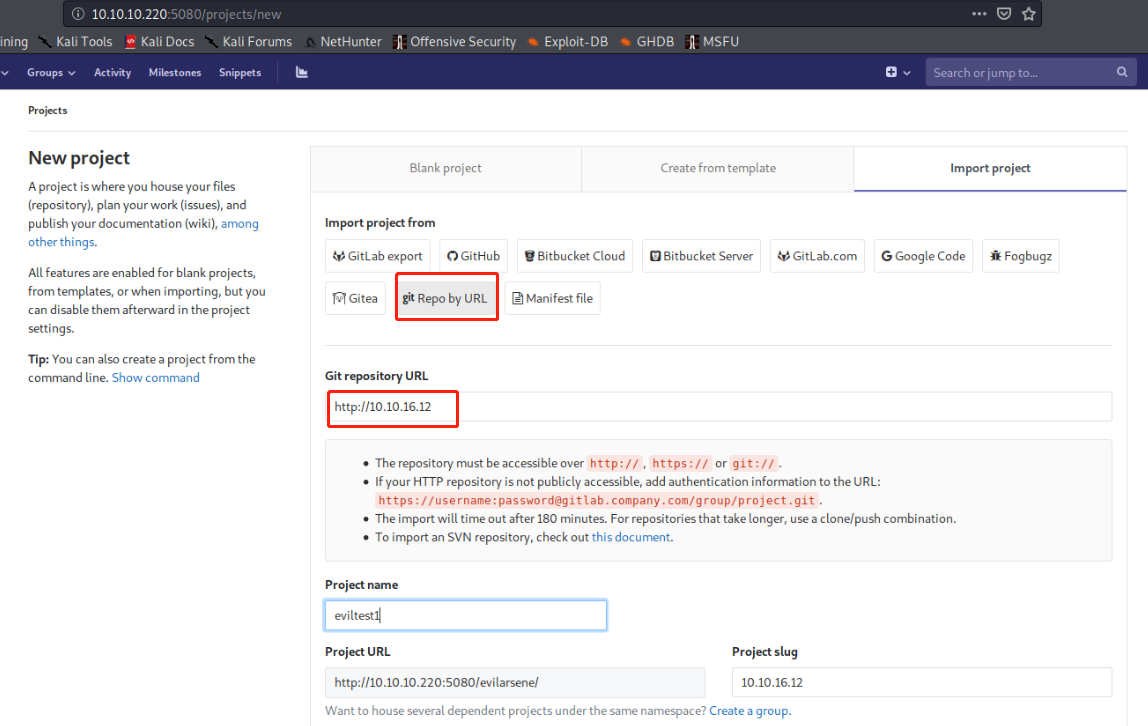 10.10.10.220:5080/projects/new
ining Kali Tools Kali Docs Kali Forums NetHunter Offensive Security Exploit-DB GHDB MSFU
Groups Activity Milestones Snippets Search or jump to...
Projects
New project
A project is where you house your files
(repository), plan your work (issues), and
publish your documentation (wiki), among
other things.
All features are enabled for blank projects,
from templates, or when importing, but you
can disable them afterward in the project
settings.
Tip: You can also create a project from the
command line. Show command
Blank project Create from template Import project
Import project from
GitLab export GitHub Bitbucket Cloud Bitbucket Server GitLab.com Google Code Fogbugz
Gitea git Repo by URL Manifest file
Git repository URL
http://10.10.16.12
The repository must be accessible over http://, https:// or git://.
If your HTTP repository is not publicly accessible, add authentication information to the URL:
https://username:password@gitlab.company.com/group/project.git.
The import will time out after 180 minutes. For repositories that take longer, use a clone/push combination.
To import an SVN repository, check out this document.
Project name
eviltest1
Project URL Project slug
http://10.10.10.220:5080/evilarsene/ 10.10.16.12
Want to house several dependent projects under the same namespace? Create a group.